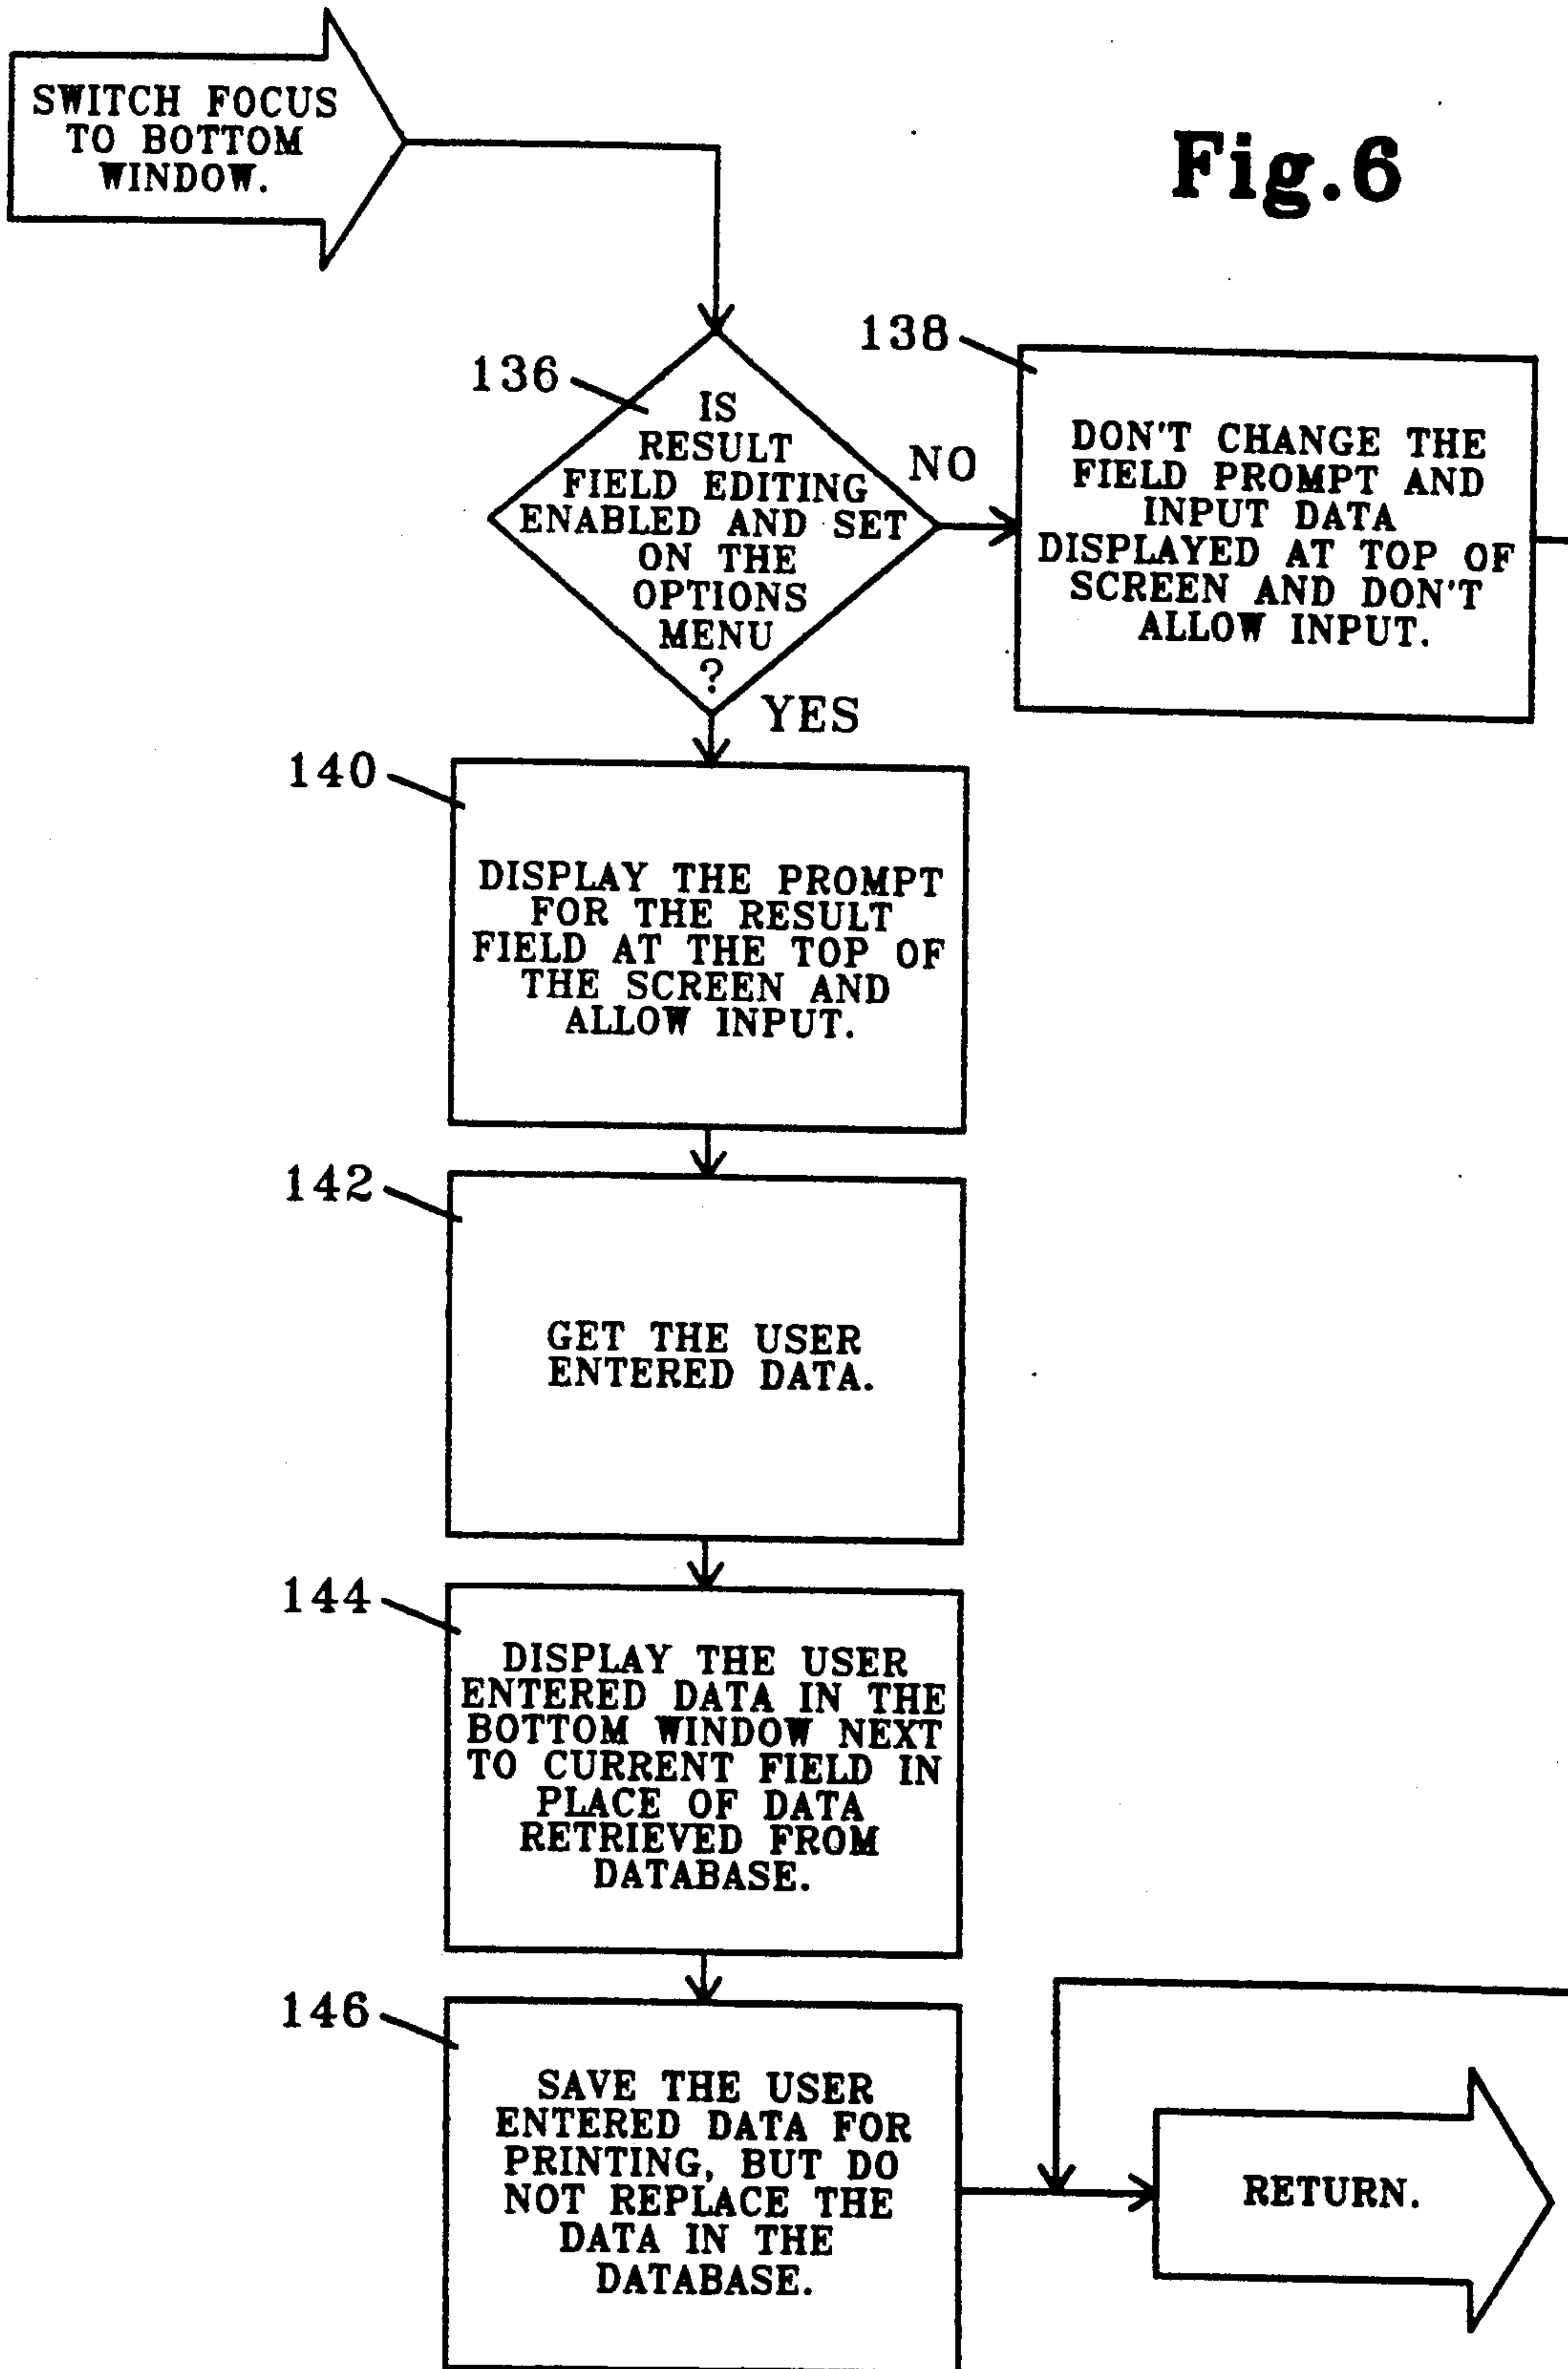 SWITCH FOCUS
TO BOTTOM
WINDOW.
Fig.6
136
IS
RESULT
FIELD EDITING
ENABLED AND SET
ON THE
OPTIONS
MENU
?
NO
YES
138
DON'T CHANGE THE
FIELD PROMPT AND
INPUT DATA
DISPLAYED AT TOP OF
SCREEN AND DON'T
ALLOW INPUT.
140
DISPLAY THE PROMPT
FOR THE RESULT
FIELD AT THE TOP OF
THE SCREEN AND
ALLOW INPUT.
142
GET THE USER
ENTERED DATA.
144
DISPLAY THE USER
ENTERED DATA IN THE
BOTTOM WINDOW NEXT
TO CURRENT FIELD IN
PLACE OF DATA
RETRIEVED FROM
DATABASE.
146
SAVE THE USER
ENTERED DATA FOR
PRINTING, BUT DO
NOT REPLACE THE
DATA IN THE
DATABASE.
RETURN.